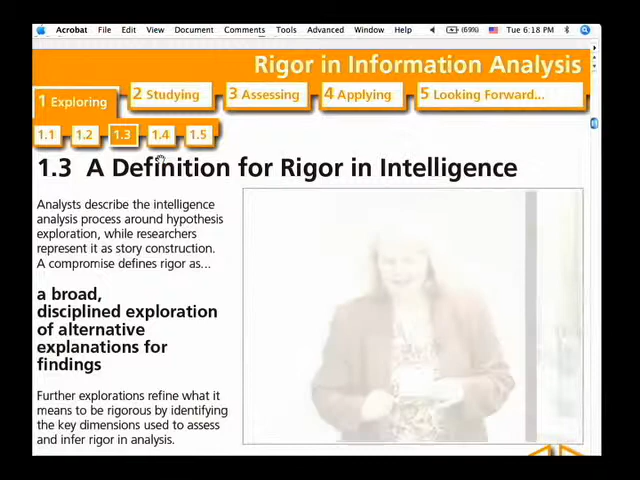 Acrobat File Edit View Document Comments Tools Advanced Window Help (69%) Tue 6:18 PM
Rigor in Information Analysis
1 Exploring 2 Studying 3 Assessing 4 Applying 5 Looking Forward...
1.1 1.2 1.3 1.4 1.5
1.3 A Definition for Rigor in Intelligence
Analysts describe the intelligence
analysis process around hypothesis
exploration, while researchers
represent it as story construction.
A compromise defines rigor as...
a broad,
disciplined exploration
of alternative
explanations for
findings
Further explorations refine what it
means to be rigorous by identifying
the key dimensions used to assess
and infer rigor in analysis.